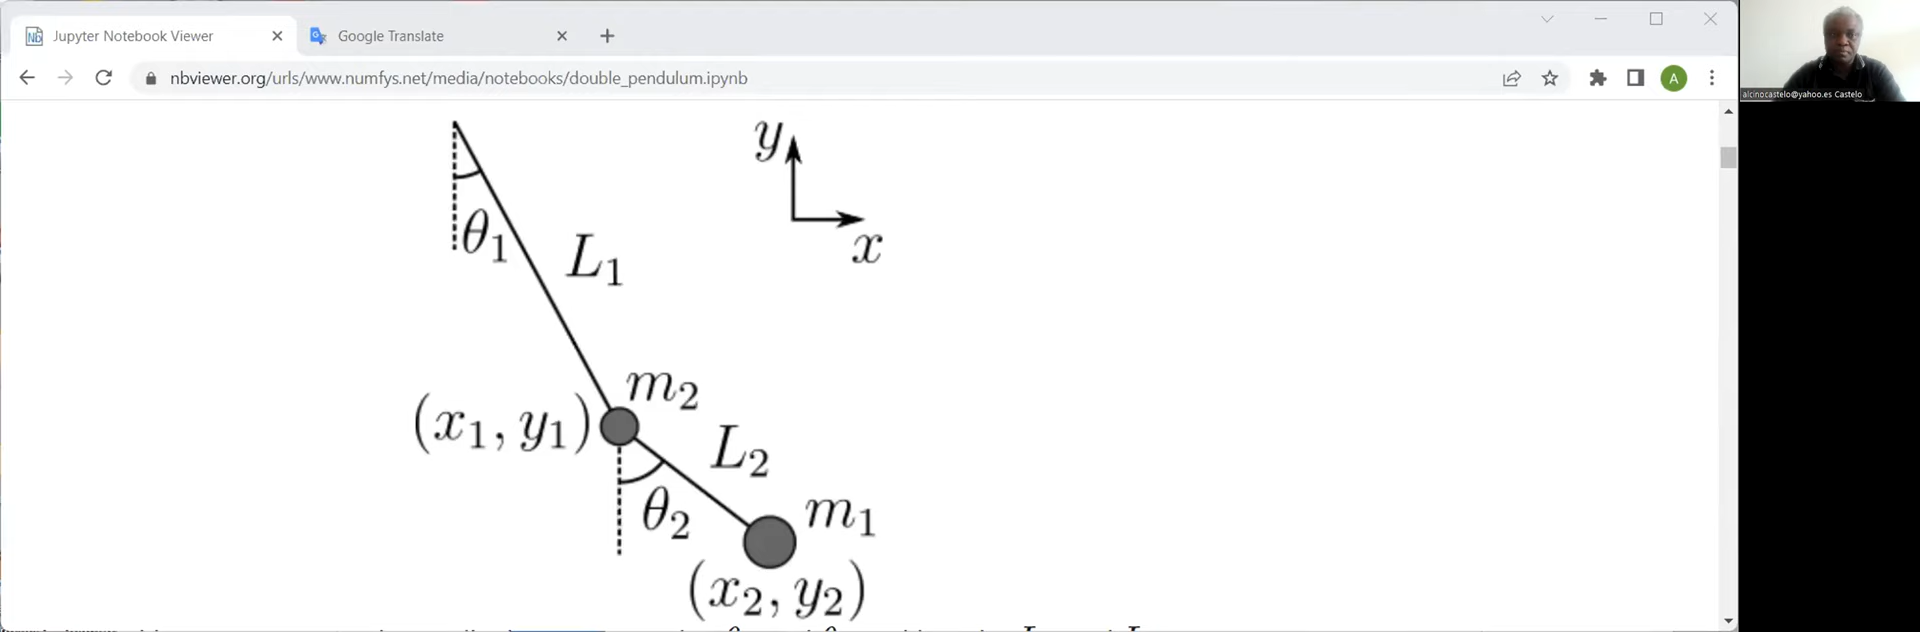 Jupyter Notebook Viewer
Google Translate
nbviewer.org/urls/www.numfys.net/media/notebooks/double_pendulum.ipynb
A
alcinocastelo@yahoo.es Castelo
y
x
θ1
L1
m2
(x1, y1)
L2
θ2
m1
(x2, y2)